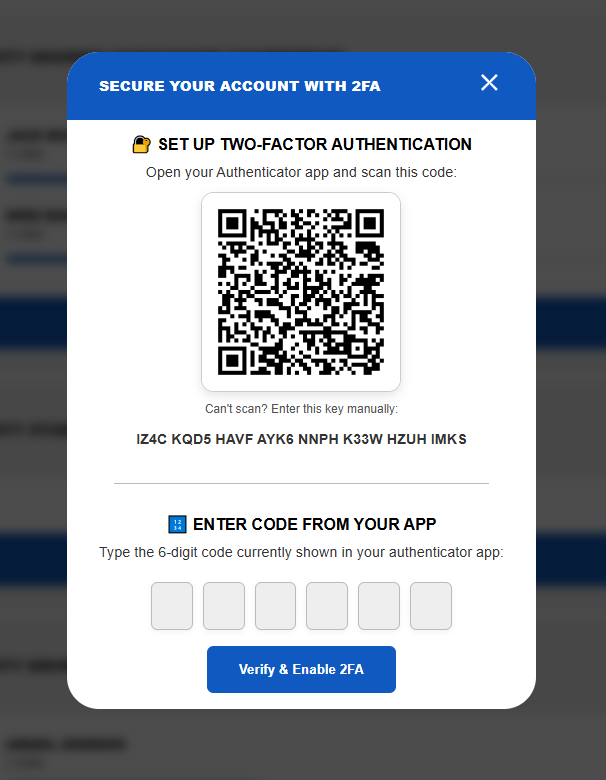 SECURE YOUR ACCOUNT WITH 2FA
🔐 SET UP TWO-FACTOR AUTHENTICATION
Open your Authenticator app and scan this code:
Can't scan? Enter this key manually:
IZ4C KQD5 HAVF AYK6 NNPH K33W HZUH IMKS
🔢 ENTER CODE FROM YOUR APP
Type the 6-digit code currently shown in your authenticator app:
Verify & Enable 2FA